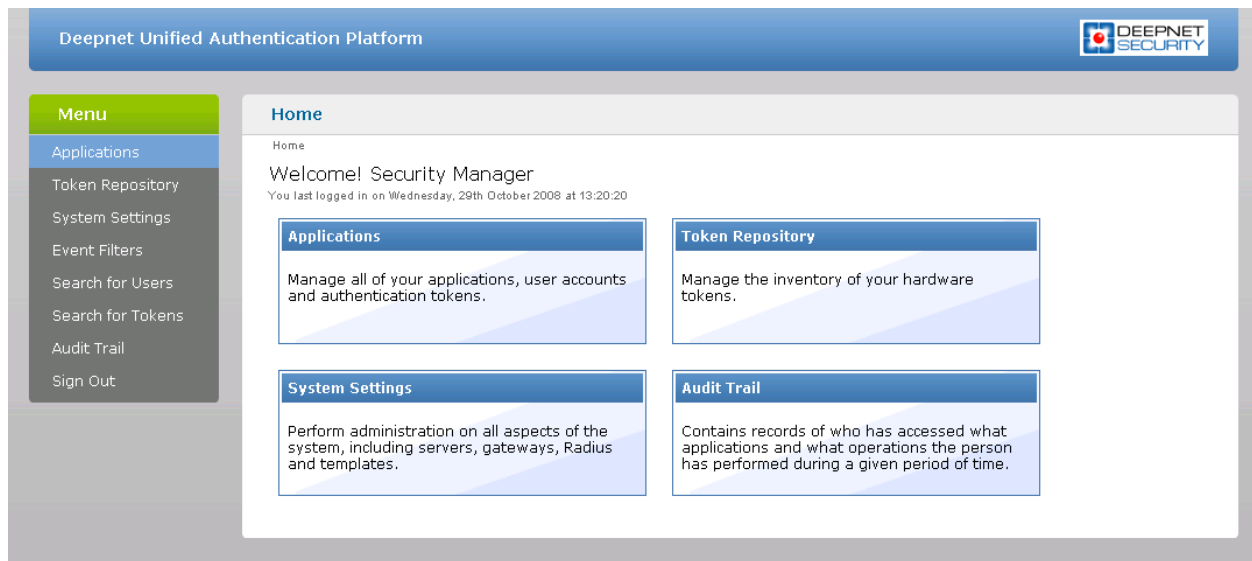 Deepnet Unified Authentication Platform
DEEPNET
SECURITY
Menu
Applications
Token Repository
System Settings
Event Filters
Search for Users
Search for Tokens
Audit Trail
Sign Out
Home
Home
Welcome! Security Manager
You last logged in on Wednesday, 29th October 2008 at 13:20:20
Applications
Manage all of your applications, user accounts
and authentication tokens.
Token Repository
Manage the inventory of your hardware
tokens.
System Settings
Perform administration on all aspects of the
system, including servers, gateways, Radius
and templates.
Audit Trail
Contains records of who has accessed what
applications and what operations the person
has performed during a given period of time.